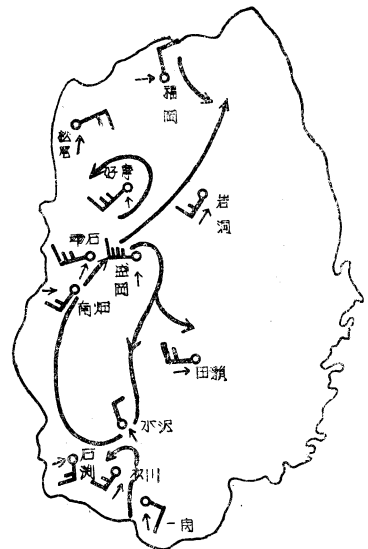 福岡
松尾
好摩
岩洞
雫石
盛岡
南畑
田瀬
水沢
石渕
衣川
一関